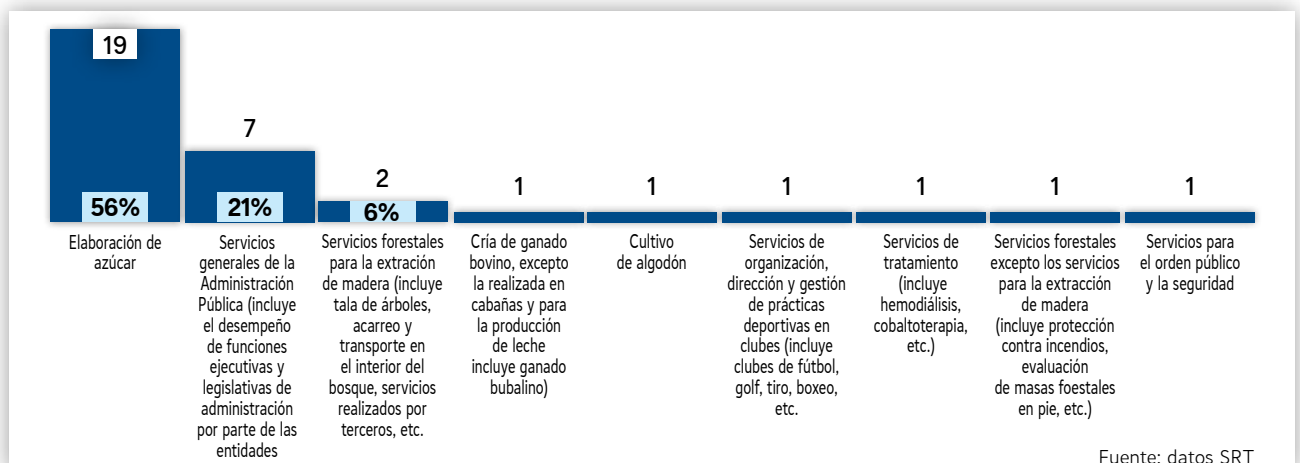 19
56%
Elaboración de
azúcar
7
21%
Servicios
generales de la
Administración
Pública (incluye
el desempeño
de funciones
ejecutivas y
legislativas de
administración
por parte de las
entidades
2
6%
Servicios forestales
para la extración
de madera (incluye
tala de árboles,
acarreo y
transporte en
el interior del
bosque, servicios
realizados por
terceros, etc.
1
Cría de ganado
bovino, excepto
la realizada en
cabañas y para
la producción
de leche
incluye ganado
bubalino)
1
Cultivo
de algodón
1
Servicios de
organización,
dirección y gestión
de prácticas
deportivas en
clubes (incluye
clubes de fútbol,
golf, tiro, boxeo,
etc.
1
Servicios de
tratamiento
(incluye
hemodiálisis,
cobaltoterapia,
etc.)
1
Servicios forestales
excepto los servicios
para la extracción
de madera
(incluye protección
contra incendios,
evaluación
de masas foestales
en pie, etc.)
1
Servicios para
el orden público
y la seguridad
Fuente: datos SRT